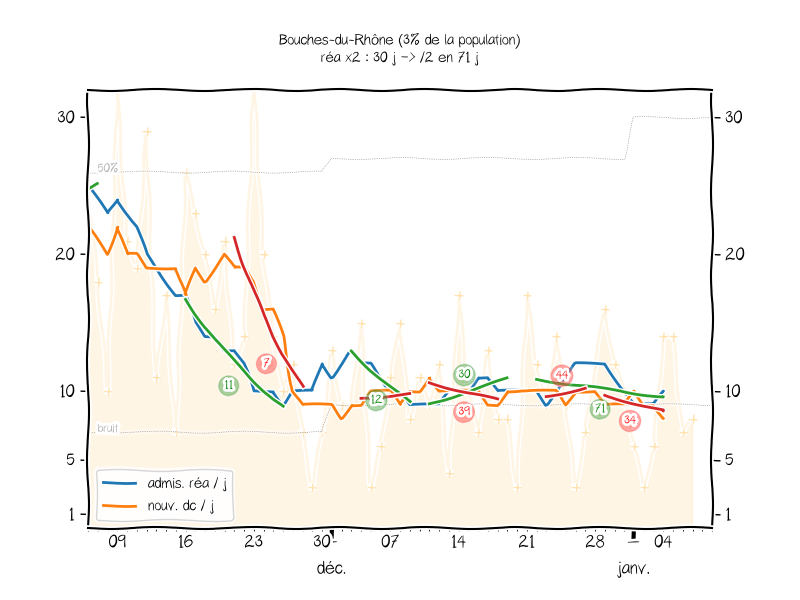 Bouches-du-Rhône (3% de la population)
réa x2 : 30 j -> /2 en 71 j
30 30
50%
20 20
7
11
30
44
12
39
71
34
10 10
bruit
5 5
admis. réa / j
nouv. dc / j
1 1
09 16 23 30 07 14 21 28 04
déc. janv.